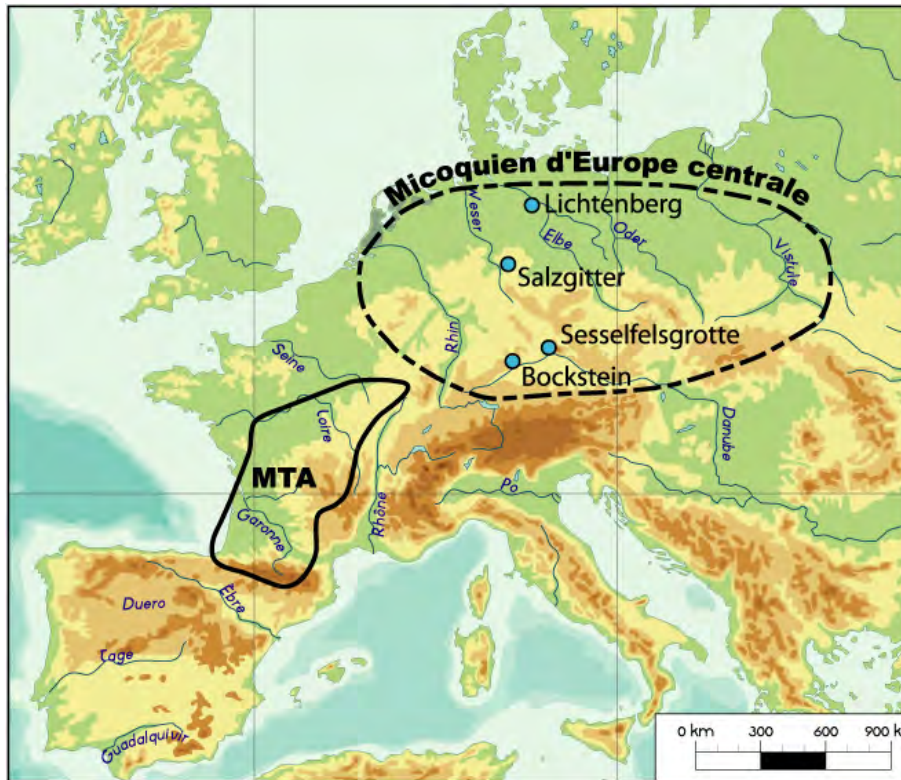 Micoquien d'Europe centrale
Weser
Lichtenberg
Elbe
Oder
Vistule
Salzgitter
Rhin
Sesselfelsgrotte
Bockstein
Seine
Loire
Danube
MTA
Rhône
Po
Garonne
Èbre
Duero
Tage
Guadalquivir
0 km 300 600 900 k